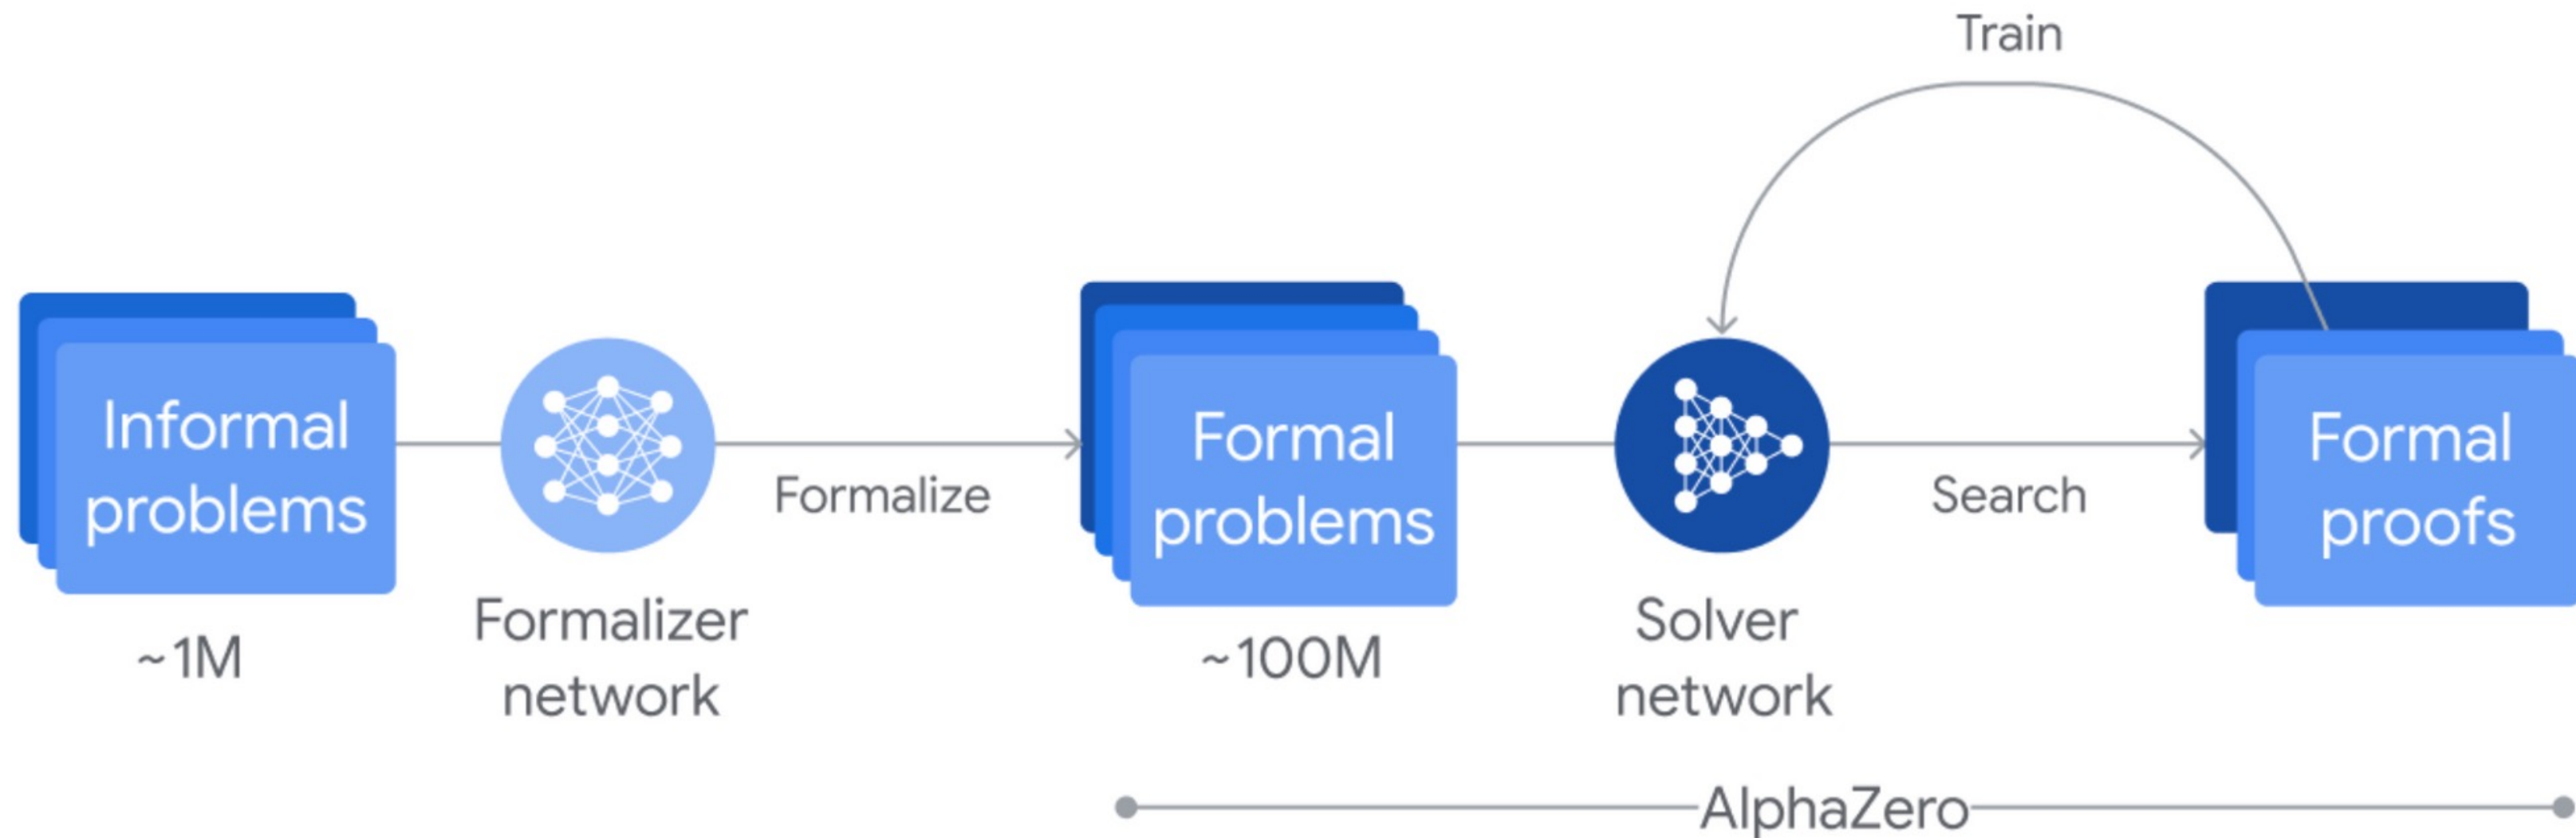 Train
Informal
problems
~1M
Formalizer
network
Formalize
Formal
problems
~100M
Solver
network
Search
Formal
proofs
AlphaZero